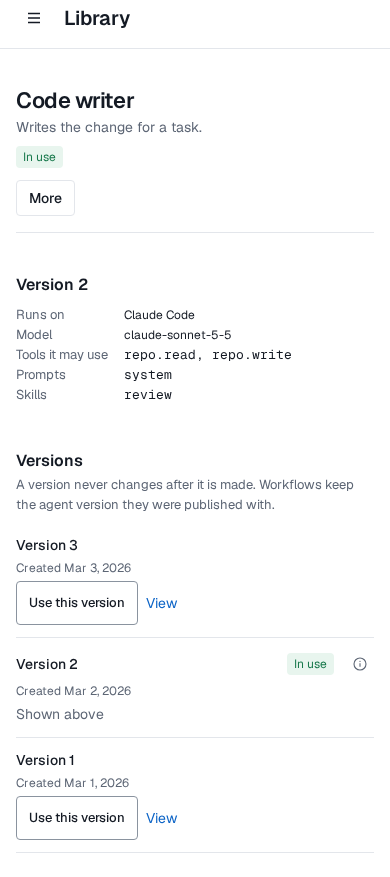 Library
Code writer
Writes the change for a task.
In use
More
Version 2
Runs on Claude Code
Model claude-sonnet-5-5
Tools it may use repo.read, repo.write
Prompts system
Skills review
Versions
A version never changes after it is made. Workflows keep
the agent version they were published with.
Version 3
Created Mar 3, 2026
Use this version View
Version 2 In use
Created Mar 2, 2026
Shown above
Version 1
Created Mar 1, 2026
Use this version View